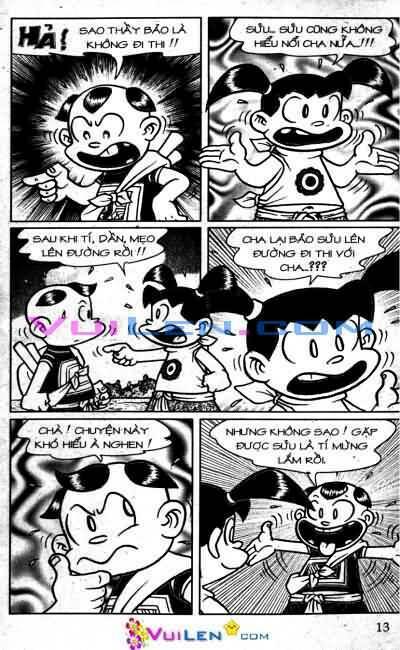 HẢ!
SAO THẦY BẢO LÀ
KHÔNG ĐI THI !!
SỬU... SỬU CŨNG KHÔNG
HIỂU NỔI CHA NỮA...!!!
SAU KHI TÍ, DẦN, MẸO
LÊN ĐƯỜNG RỒI !!
CHA LẠI BẢO SỬU LÊN
ĐƯỜNG ĐI THI VỚI
CHA...???
VUILEN.COM
CHÀ ! CHUYỆN NÀY
KHÓ HIỂU À NGHEN !
NHƯNG KHÔNG SAO ! GẶP
ĐƯỢC SỬU LÀ TÍ MỪNG
LẮM RỒI.
13
VUILEN.COM